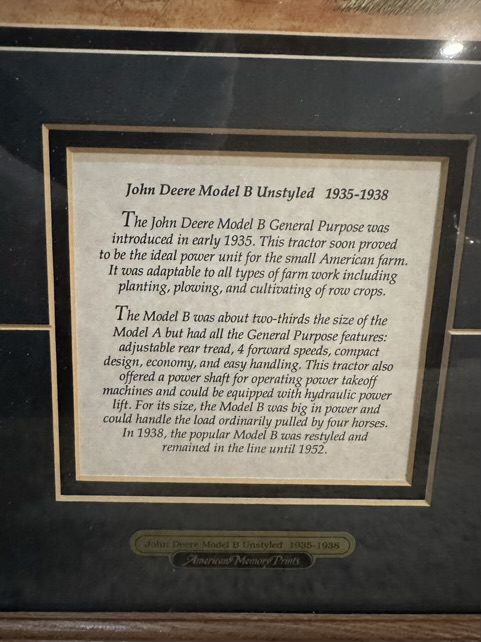 John Deere Model B Unstyled 1935-1938
The John Deere Model B General Purpose was
introduced in early 1935. This tractor soon proved
to be the ideal power unit for the small American farm.
It was adaptable to all types of farm work including
planting, plowing, and cultivating of row crops.
The Model B was about two-thirds the size of the
Model A but had all the General Purpose features:
adjustable rear tread, 4 forward speeds, compact
design, economy, and easy handling. This tractor also
offered a power shaft for operating power takeoff
machines and could be equipped with hydraulic power
lift. For its size, the Model B was big in power and
could handle the load ordinarily pulled by four horses.
In 1938, the popular Model B was restyled and
remained in the line until 1952.
John Deere Model B Unstyled 1935-1938
American Memory Prints